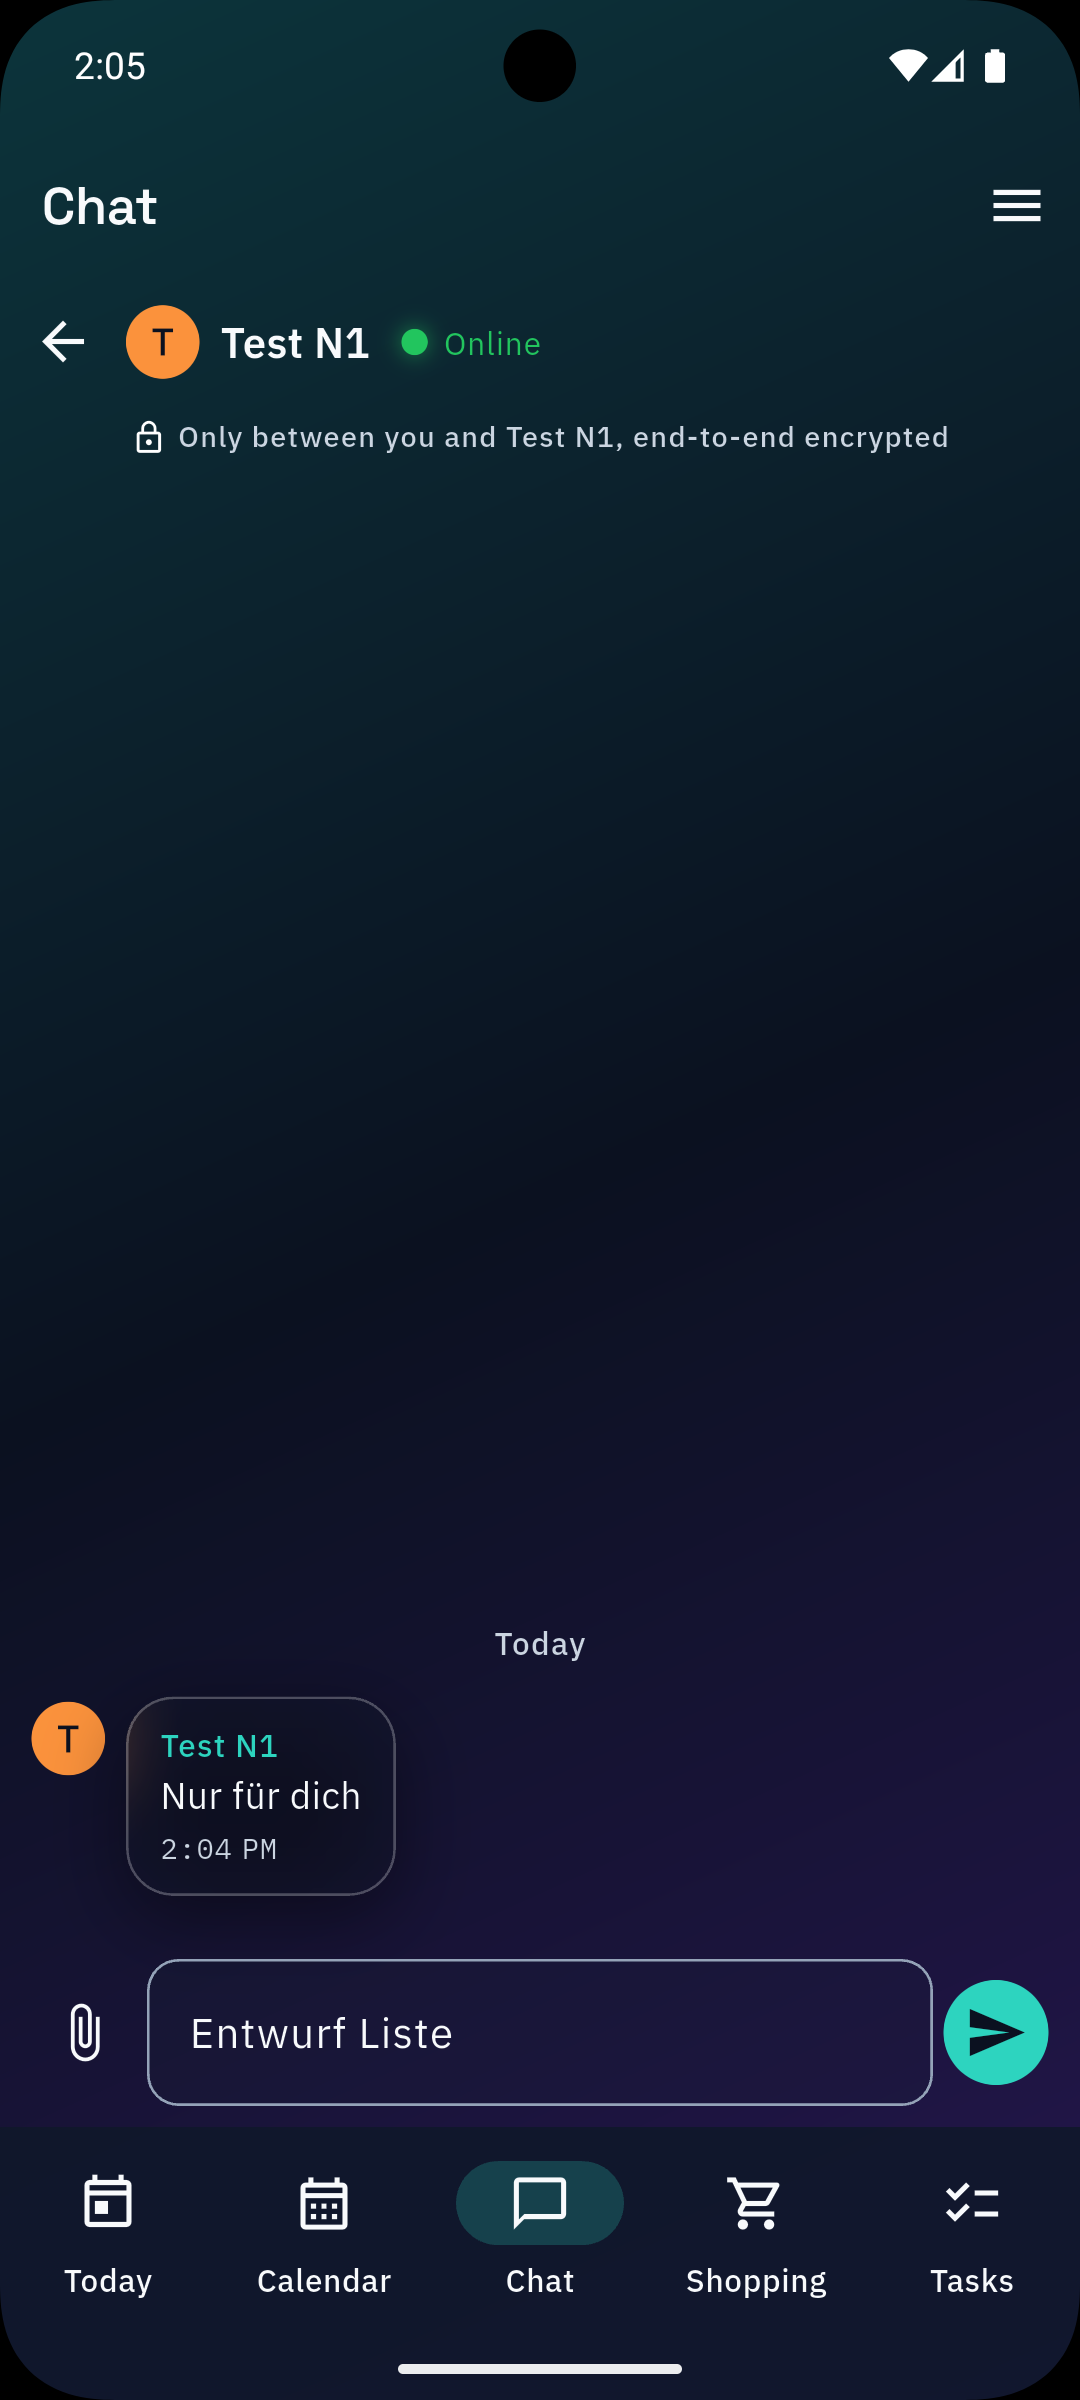 2:05
Chat
T
Test N1
Online
Only between you and Test N1, end-to-end encrypted
Today
T
Test N1
Nur für dich
2:04 PM
Entwurf Liste
Today
Calendar
Chat
Shopping
Tasks